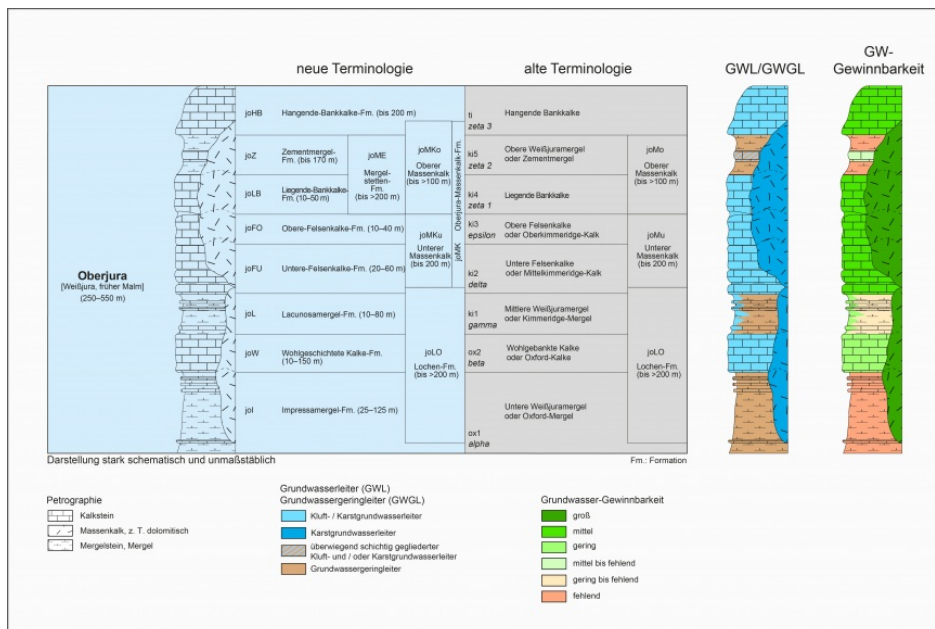 neue Terminologie
alte Terminologie
GWL/GWGL
GW-
Gewinnbarkeit
Oberjura
[Weißjura, früher Malm]
(250–550 m)
joHB
Hangende-Bankkalke-Fm. (bis 200 m)
joZ
Zementmergel-
Fm. (bis 170 m)
joLB
Liegende-Bankkalke-
Fm. (10–50 m)
joME
Mergel-
stetten-
Fm.
(bis >200 m)
joMKo
Oberer
Massenkalk
(bis >100 m)
joFO
Obere-Felsenkalke-Fm. (10–40 m)
joFU
Untere-Felsenkalke-Fm. (20–60 m)
joMKu
Unterer
Massenkalk
(bis 200 m)
joMK
Oberjura-Massenkalk-Fm.
joL
Lacunosamergel-Fm. (10–80 m)
joW
Wohlgeschichtete Kalke-Fm.
(10–150 m)
joI
Impressamergel-Fm. (25–125 m)
joLO
Lochen-Fm.
(bis >200 m)
ti
zeta 3
Hangende Bankkalke
ki5
zeta 2
Obere Weißjuramergel
oder Zementmergel
ki4
zeta 1
Liegende Bankkalke
joMo
Oberer
Massenkalk
(bis >100 m)
ki3
epsilon
Obere Felsenkalke
oder Oberkimmeridge-Kalk
ki2
delta
Untere Felsenkalke
oder Mittelkimmeridge-Kalk
joMu
Unterer
Massenkalk
(bis 200 m)
ki1
gamma
Mittlere Weißjuramergel
oder Kimmeridge-Mergel
ox2
beta
Wohlgebankte Kalke
oder Oxford-Kalke
ox1
alpha
Untere Weißjuramergel
oder Oxford-Mergel
joLO
Lochen-Fm.
(bis >200 m)
Darstellung stark schematisch und unmaßstäblich
Fm.: Formation
Petrographie
Kalkstein
Massenkalk, z. T. dolomitisch
Mergelstein, Mergel
Grundwasserleiter (GWL)
Grundwassergeringleiter (GWGL)
Kluft- / Karstgrundwasserleiter
Karstgrundwasserleiter
überwiegend schichtig gegliederter
Kluft- und / oder Karstgrundwasserleiter
Grundwassergeringleiter
Grundwasser-Gewinnbarkeit
groß
mittel
gering
mittel bis fehlend
gering bis fehlend
fehlend